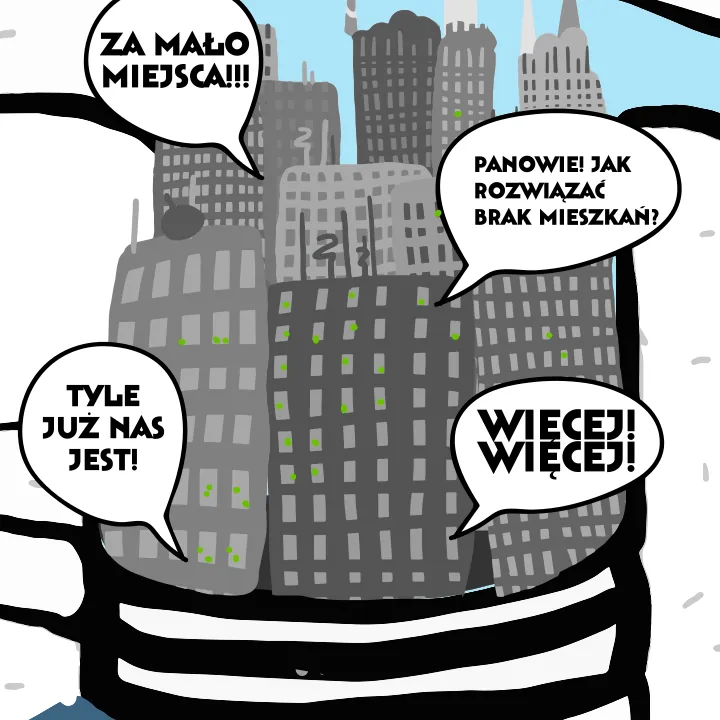 ZA MAŁO
MIEJSCA!!!
PANOWIE! JAK
ROZWIĄZAĆ
BRAK MIESZKAŃ?
TYLE
JUŻ NAS
JEST!
WIĘCEJ!
WIĘCEJ!